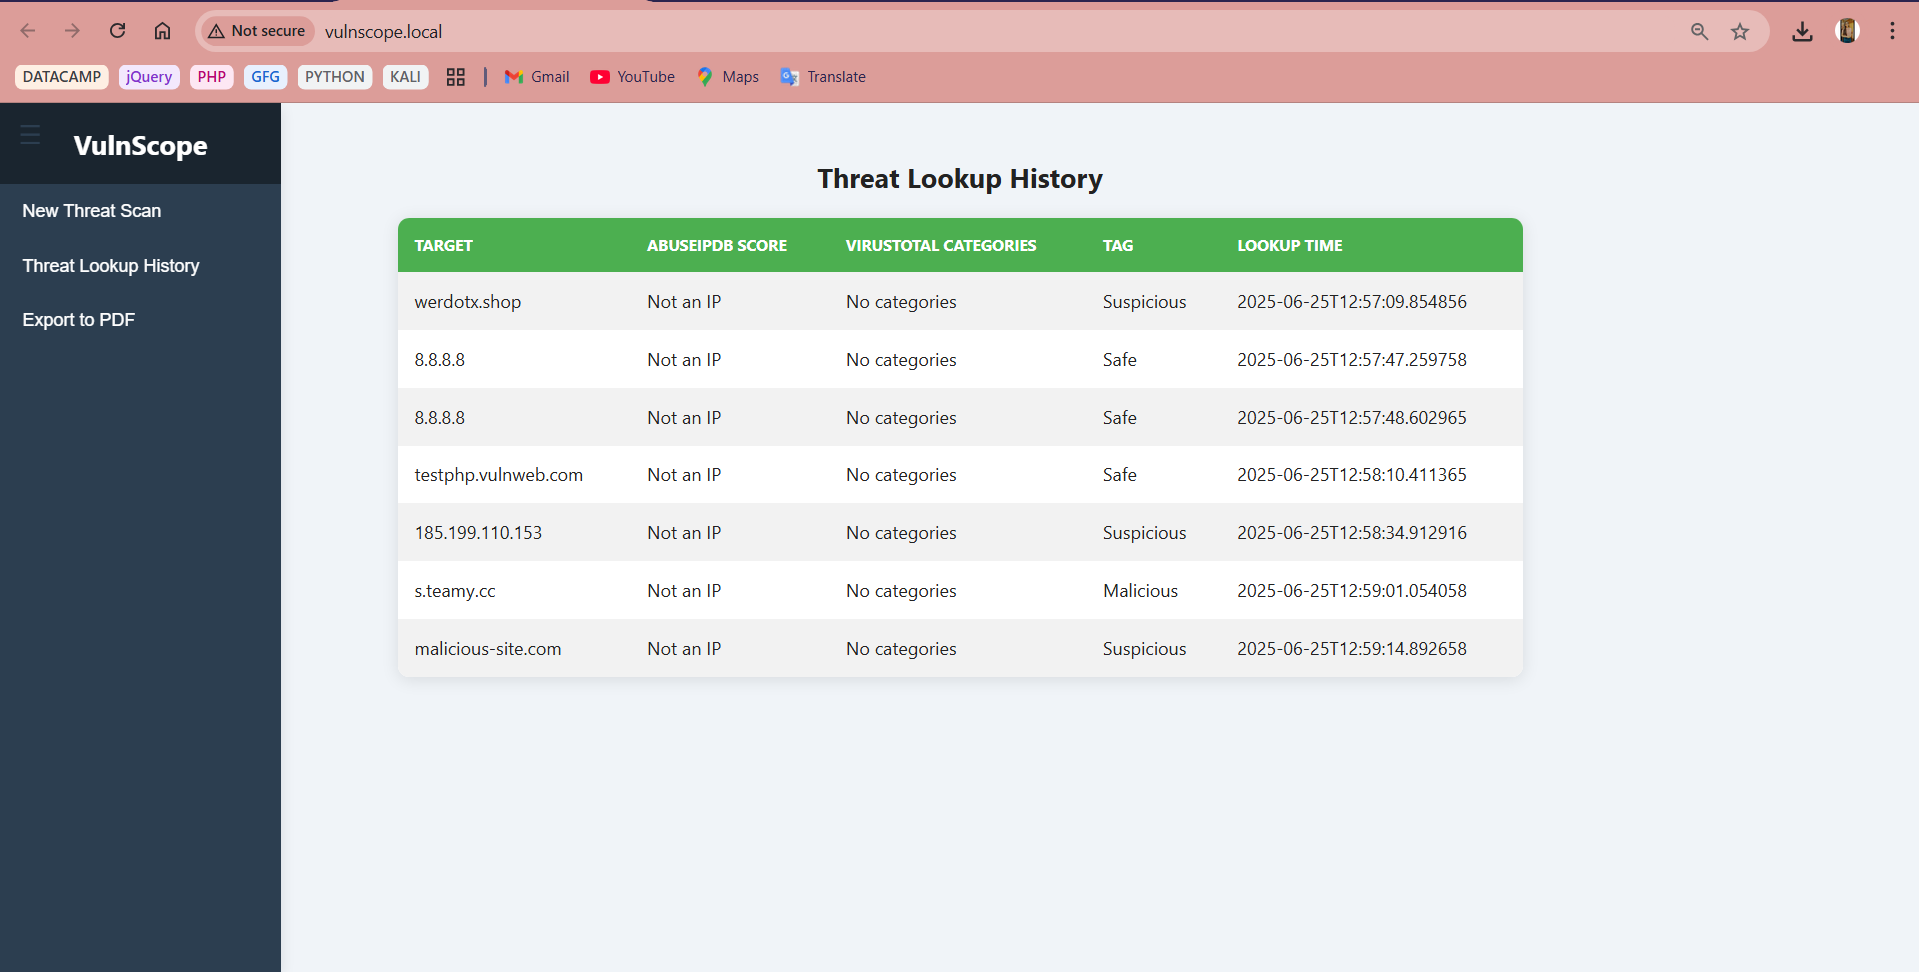 Not secure vulnscope.local
DATACAMP jQuery PHP GFG PYTHON KALI Gmail YouTube Maps Translate
VulnScope
New Threat Scan
Threat Lookup History
Export to PDF
Threat Lookup History
TARGET ABUSEIPDB SCORE VIRUSTOTAL CATEGORIES TAG LOOKUP TIME
werdotx.shop Not an IP No categories Suspicious 2025-06-25T12:57:09.854856
8.8.8.8 Not an IP No categories Safe 2025-06-25T12:57:47.259758
8.8.8.8 Not an IP No categories Safe 2025-06-25T12:57:48.602965
testphp.vulnweb.com Not an IP No categories Safe 2025-06-25T12:58:10.411365
185.199.110.153 Not an IP No categories Suspicious 2025-06-25T12:58:34.912916
s.teamy.cc Not an IP No categories Malicious 2025-06-25T12:59:01.054058
malicious-site.com Not an IP No categories Suspicious 2025-06-25T12:59:14.892658